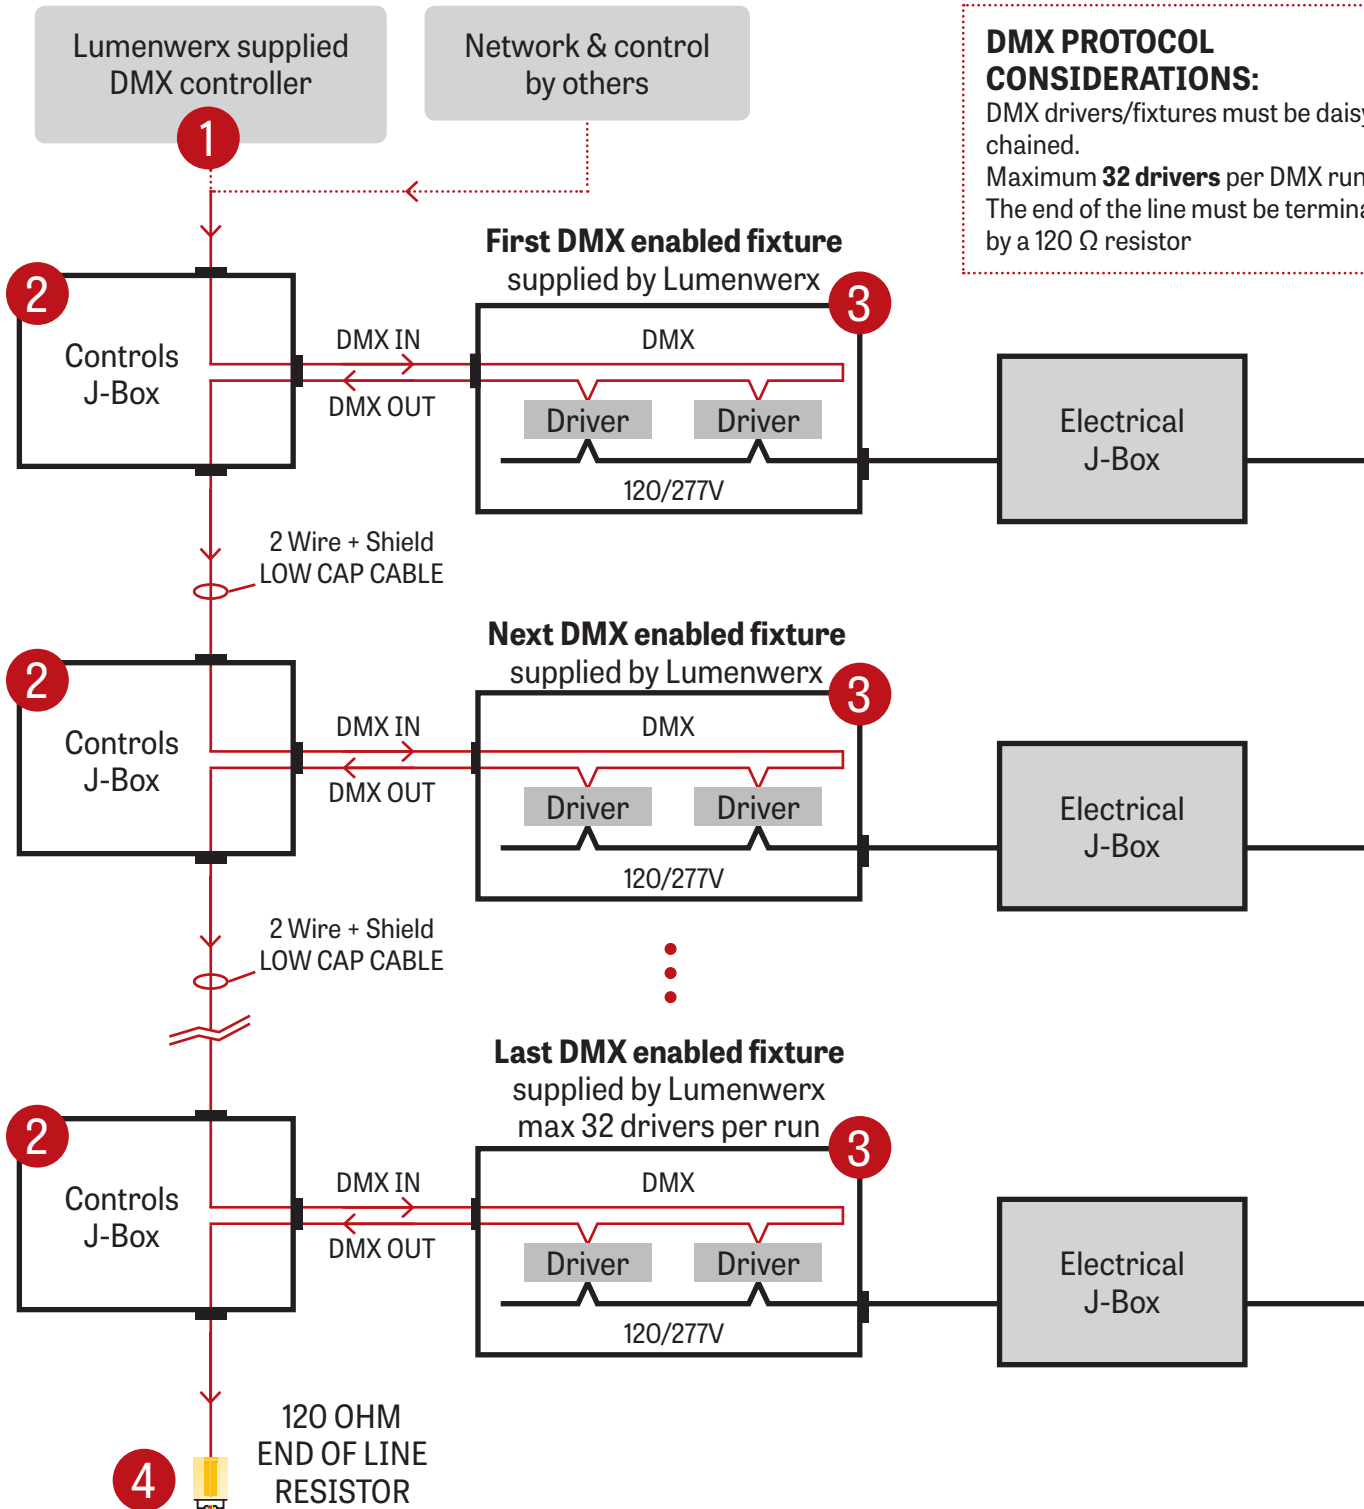 Lumenwerx supplied
DMX controller
1
Network & control
by others
DMX PROTOCOL
CONSIDERATIONS:
DMX drivers/fixtures must be daisy
chained.
Maximum 32 drivers per DMX run
The end of the line must be termina
by a 120 Ω resistor
First DMX enabled fixture
supplied by Lumenwerx
2
Controls
J-Box
DMX IN
DMX OUT
3
DMX
Driver
Driver
120/277V
Electrical
J-Box
2 Wire + Shield
LOW CAP CABLE
Next DMX enabled fixture
supplied by Lumenwerx
2
Controls
J-Box
DMX IN
DMX OUT
3
DMX
Driver
Driver
120/277V
Electrical
J-Box
2 Wire + Shield
LOW CAP CABLE
Last DMX enabled fixture
supplied by Lumenwerx
max 32 drivers per run
2
Controls
J-Box
DMX IN
DMX OUT
3
DMX
Driver
Driver
120/277V
Electrical
J-Box
4
120 OHM
END OF LINE
RESISTOR